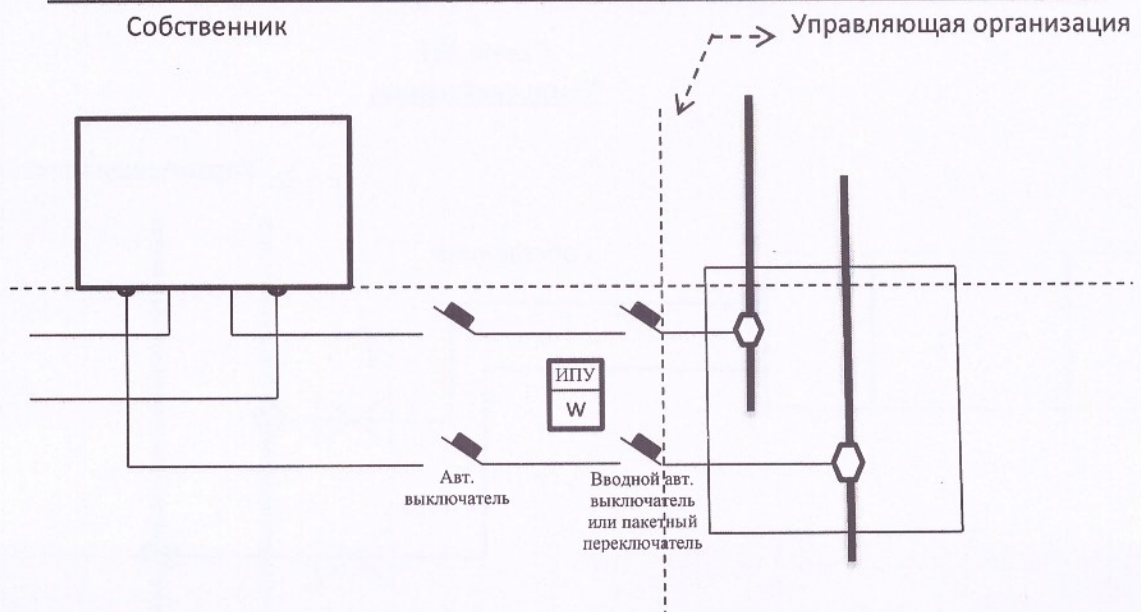 Собственник
Управляющая организация
ИПУ
W
Авт.
выключатель
Вводной авт.
выключатель
или пакетный
переключатель